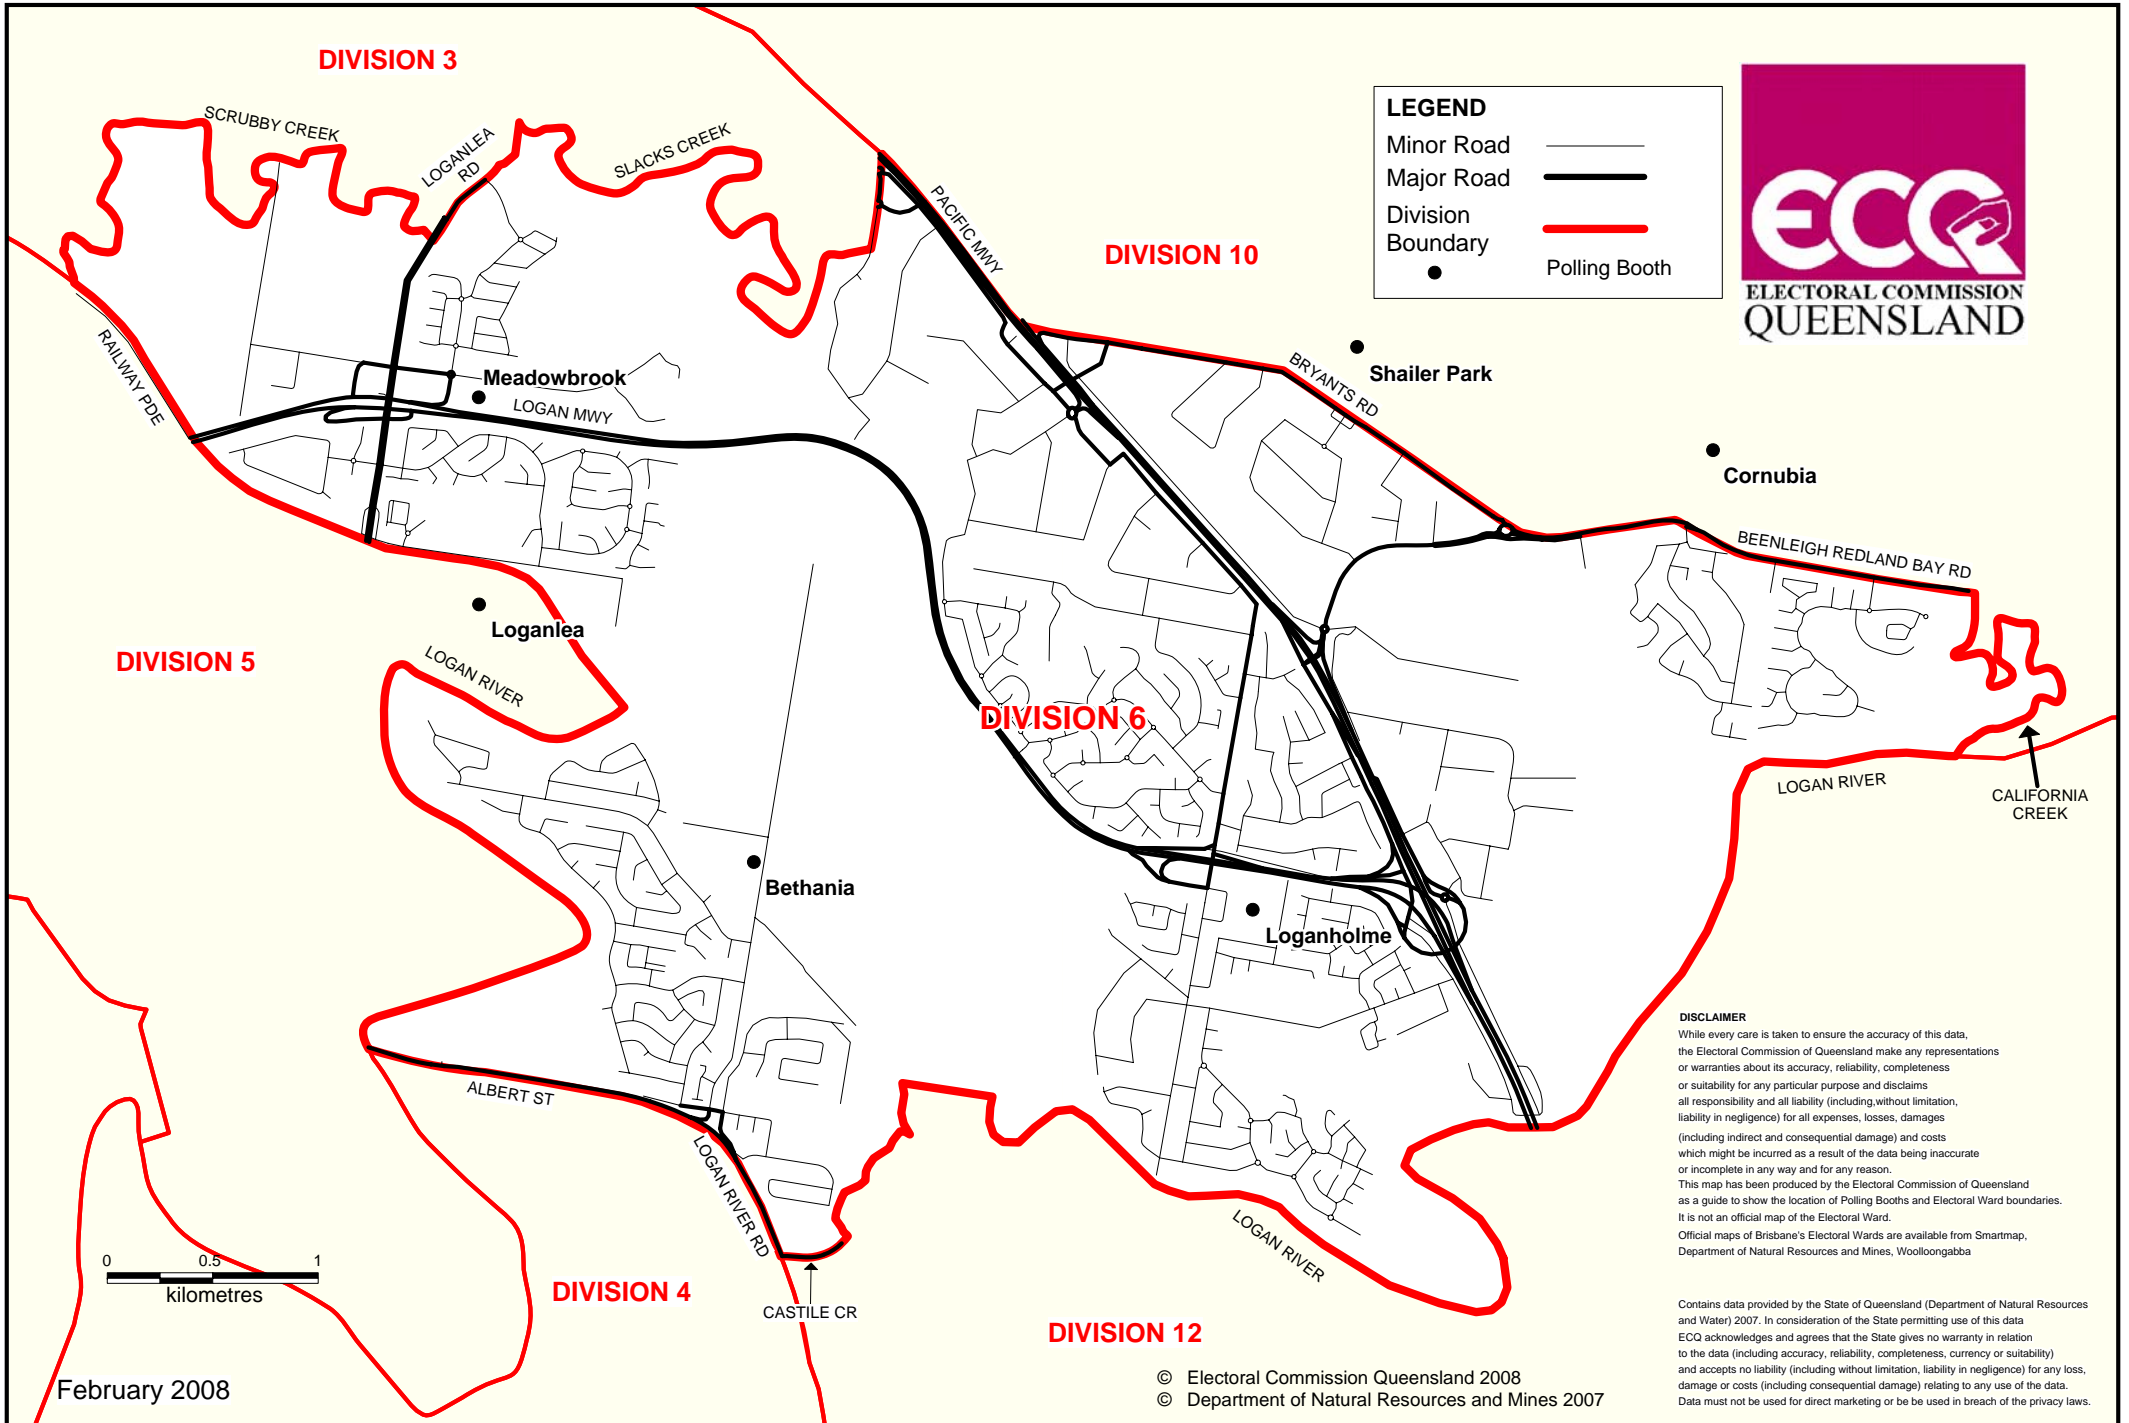 DIVISION 3
SCRUBBY CREEK
LOGANLEA
RD
SLACKS CREEK
PACIFIC MWY
DIVISION 10
LEGEND
Minor Road
Major Road
Division
Boundary
Polling Booth
ECQ
ELECTORAL COMMISSION
QUEENSLAND
RAILWAY PDE
Meadowbrook
LOGAN MWY
BRYANTS RD
Shailer Park
Cornubia
BEENLEIGH REDLAND BAY RD
Loganlea
DIVISION 5
LOGAN RIVER
DIVISION 6
LOGAN RIVER
CALIFORNIA
CREEK
Bethania
Loganholme
ALBERT ST
LOGAN RIVER RD
LOGAN RIVER
CASTILE CR
DIVISION 4
DIVISION 12
0 0.5 1
kilometres
February 2008
© Electoral Commission Queensland 2008
© Department of Natural Resources and Mines 2007
DISCLAIMER
While every care is taken to ensure the accuracy of this data,
the Electoral Commission of Queensland make any representations
or warranties about its accuracy, reliability, completeness
or suitability for any particular purpose and disclaims
all responsibility and all liability (including,without limitation,
liability in negligence) for all expenses, losses, damages
(including indirect and consequential damage) and costs
which might be incurred as a result of the data being inaccurate
or incomplete in any way and for any reason.
This map has been produced by the Electoral Commission of Queensland
as a guide to show the location of Polling Booths and Electoral Ward boundaries.
It is not an official map of the Electoral Ward.
Official maps of Brisbane's Electoral Wards are available from Smartmap,
Department of Natural Resources and Mines, Woolloongabba
Contains data provided by the State of Queensland (Department of Natural Resources
and Water) 2007. In consideration of the State permitting use of this data
ECQ acknowledges and agrees that the State gives no warranty in relation
to the data (including accuracy, reliability, completeness, currency or suitability)
and accepts no liability (including without limitation, liability in negligence) for any loss,
damage or costs (including consequential damage) relating to any use of the data.
Data must not be used for direct marketing or be be used in breach of the privacy laws.